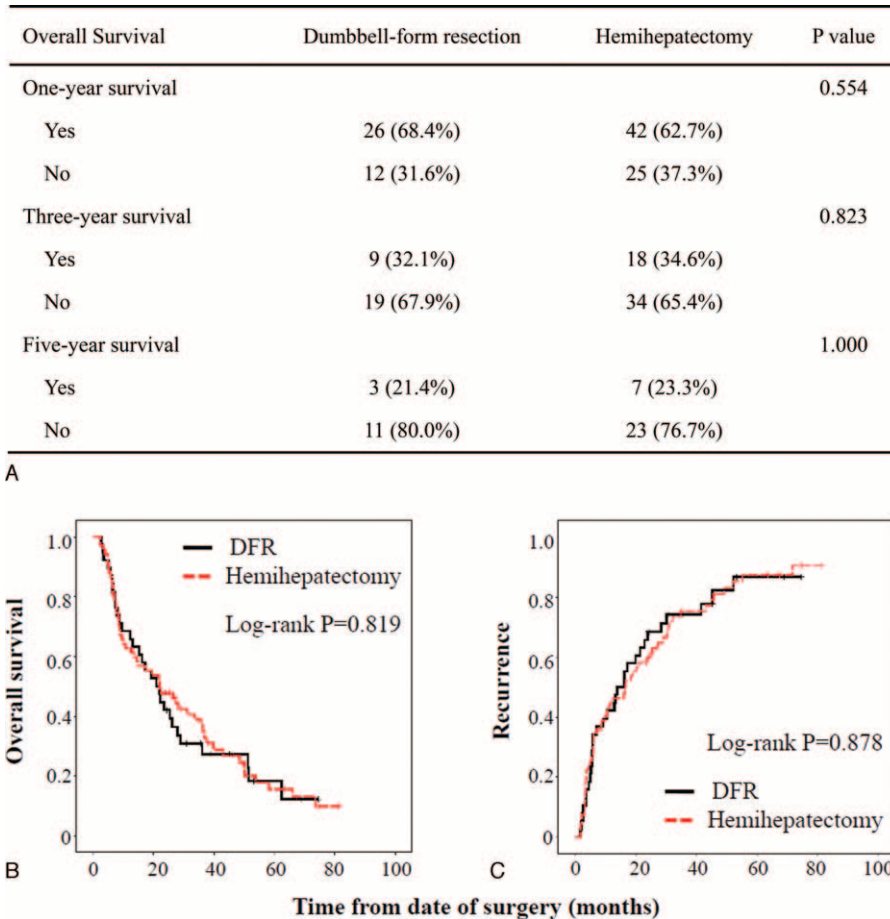 Overall Survival Dumbbell-form resection Hemihepatectomy P value
One-year survival 0.554
Yes 26 (68.4%) 42 (62.7%)
No 12 (31.6%) 25 (37.3%)
Three-year survival 0.823
Yes 9 (32.1%) 18 (34.6%)
No 19 (67.9%) 34 (65.4%)
Five-year survival 1.000
Yes 3 (21.4%) 7 (23.3%)
No 11 (80.0%) 23 (76.7%)
A
Overall survival
1.0
0.8
0.6
0.4
0.2
0
DFR
Hemihepatectomy
Log-rank P=0.819
0 20 40 60 80 100
B
Recurrence
1.0
0.8
0.6
0.4
0.2
0
Log-rank P=0.878
DFR
Hemihepatectomy
0 20 40 60 80 100
C
Time from date of surgery (months)